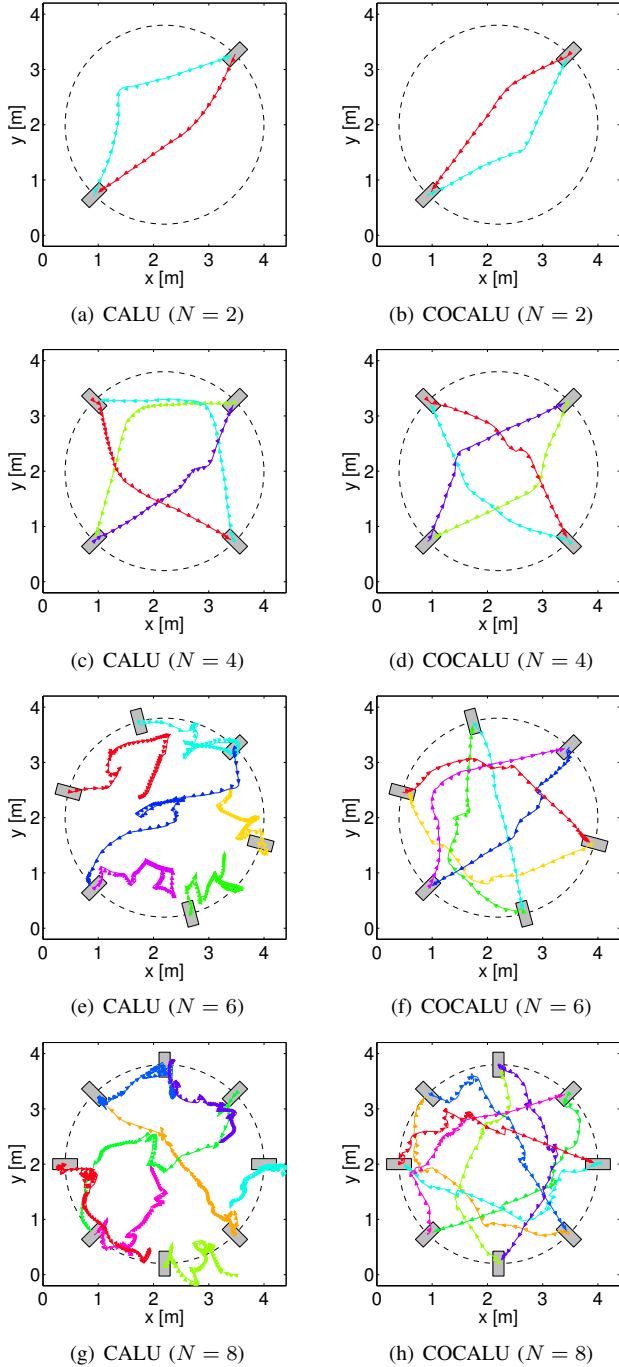 4
3
2
1
0
y [m]
0 1 2 3 4
x [m]
(a) CALU (N = 2)
4
3
2
1
0
y [m]
0 1 2 3 4
x [m]
(b) COCALU (N = 2)
4
3
2
1
0
y [m]
0 1 2 3 4
x [m]
(c) CALU (N = 4)
4
3
2
1
0
y [m]
0 1 2 3 4
x [m]
(d) COCALU (N = 4)
4
3
2
1
0
y [m]
0 1 2 3 4
x [m]
(e) CALU (N = 6)
4
3
2
1
0
y [m]
0 1 2 3 4
x [m]
(f) COCALU (N = 6)
4
3
2
1
0
y [m]
0 1 2 3 4
x [m]
(g) CALU (N = 8)
4
3
2
1
0
y [m]
0 1 2 3 4
x [m]
(h) COCALU (N = 8)